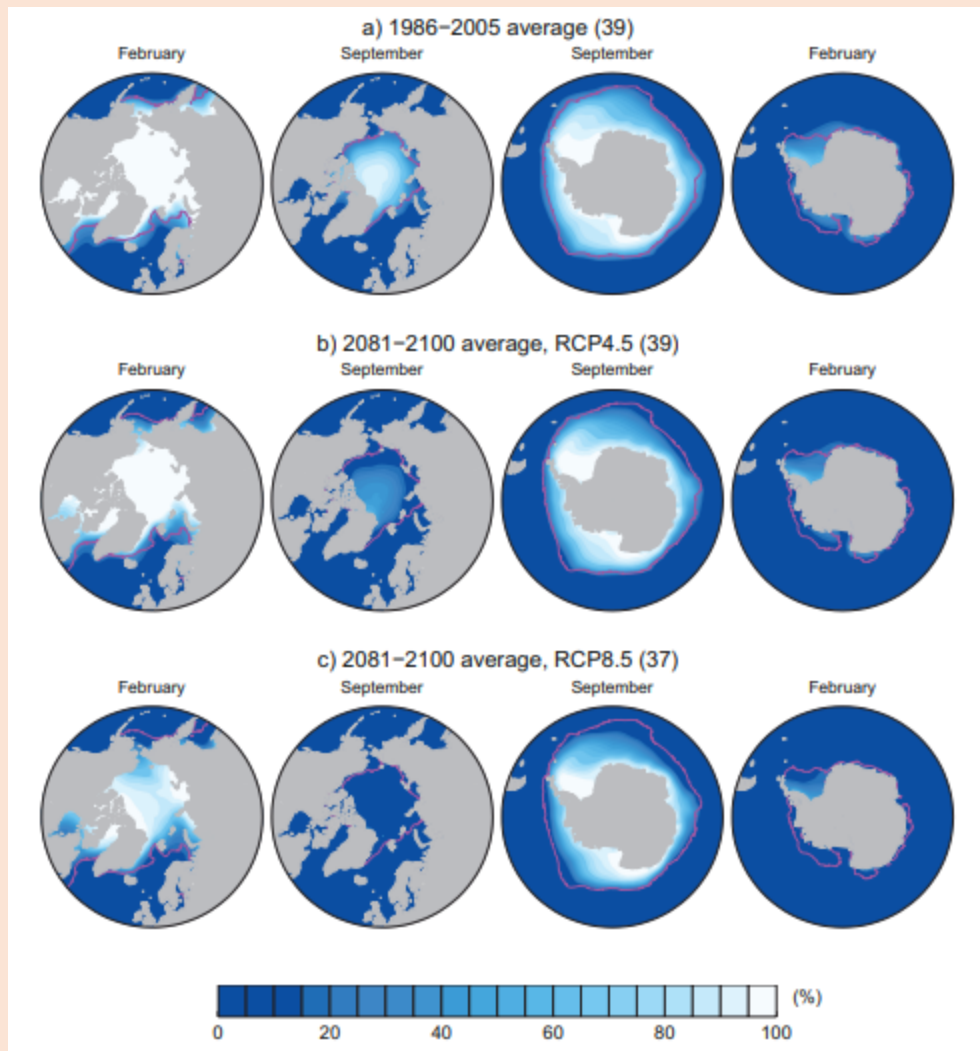 a) 1986−2005 average (39)
February September September February
b) 2081−2100 average, RCP4.5 (39)
February September September February
c) 2081−2100 average, RCP8.5 (37)
February September September February
(%)
0 20 40 60 80 100